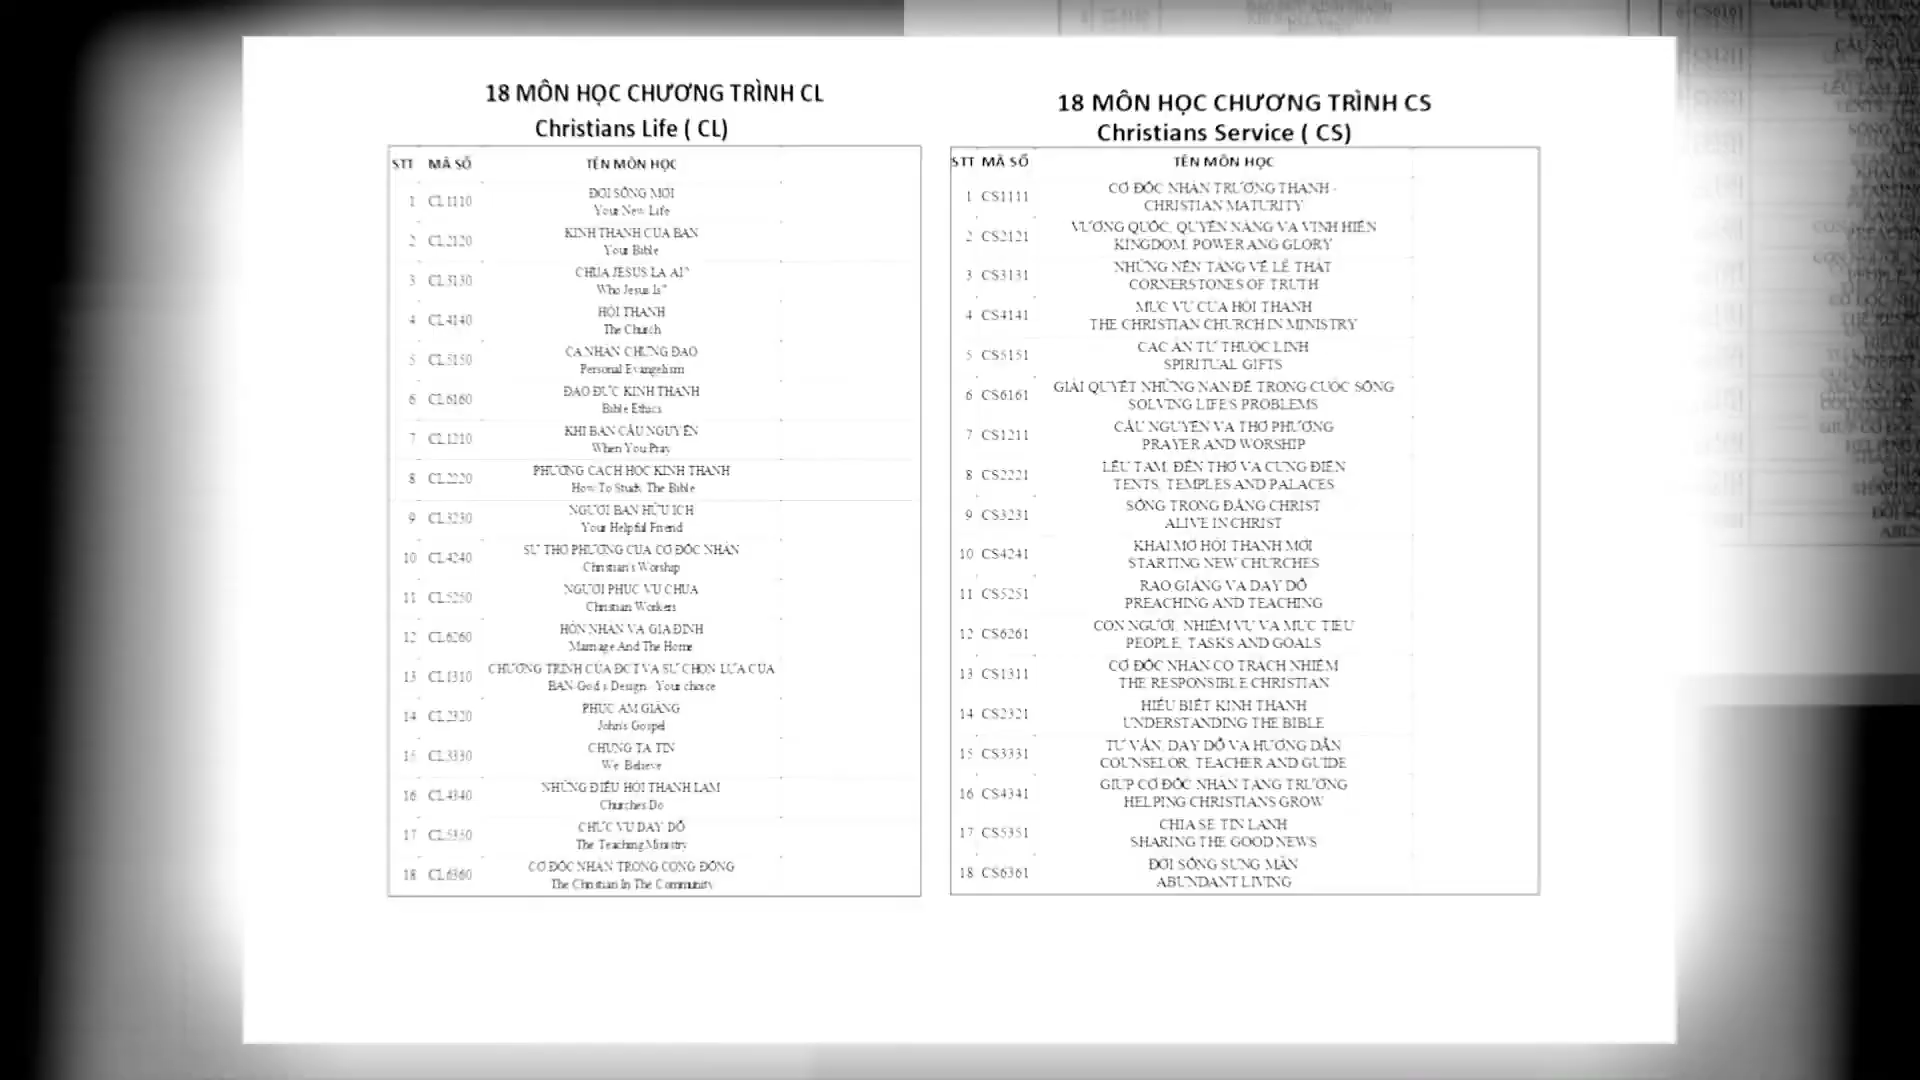 18 MÔN HỌC CHƯƠNG TRÌNH CL
Christians Life ( CL)
STT MÃ SỐ TÊN MÔN HỌC
1 CL1110 ĐỜI SỐNG MỚI
Your New Life
2 CL2120 KINH THÁNH CỦA BẠN
Your Bible
3 CL3130 CHÚA JESUS LÀ AI?
Who Jesus Is?
4 CL4140 HỘI THÁNH
The Church
5 CL5150 CÁ NHÂN CHỨNG ĐẠO
Personal Evangelism
6 CL6160 ĐẠO ĐỨC KINH THÁNH
Bible Ethics
7 CL1210 KHI BẠN CẦU NGUYỆN
When You Pray
8 CL2220 PHƯƠNG CÁCH HỌC KINH THÁNH
How To Study The Bible
9 CL3230 NGƯỜI BẠN HỮU ÍCH
Your Helpful Friend
10 CL4240 SỰ THỜ PHƯỢNG CỦA CƠ ĐỐC NHÂN
Christian's Worship
11 CL5250 NGƯỜI PHỤC VỤ CHÚA
Christian Workers
12 CL6260 HÔN NHÂN VÀ GIA ĐÌNH
Marriage And The Home
13 CL1310 CHƯƠNG TRÌNH CỦA ĐCT VÀ SỰ CHỌN LỰA CỦA
BẠN God's Design - Your choice
14 CL2320 PHÚC ÂM GIĂNG
John's Gospel
15 CL3330 CHÚNG TA TIN
We Believe
16 CL4340 NHỮNG ĐIỀU HỘI THÁNH LÀM
Churches Do
17 CL5350 CHỨC VỤ DẠY DỖ
The Teaching Ministry
18 CL6360 CƠ ĐỐC NHÂN TRONG CỘNG ĐỒNG
The Christian In The Community
18 MÔN HỌC CHƯƠNG TRÌNH CS
Christians Service ( CS)
STT MÃ SỐ TÊN MÔN HỌC
1 CS1111 CƠ ĐỐC NHÂN TRƯỞNG THÀNH -
CHRISTIAN MATURITY
2 CS2121 VƯƠNG QUỐC, QUYỀN NĂNG VÀ VINH HIỂN
KINGDOM, POWER ANG GLORY
3 CS3131 NHỮNG NỀN TẢNG VỀ LẼ THẬT
CORNERSTONES OF TRUTH
4 CS4141 MỤC VỤ CỦA HỘI THÁNH
THE CHRISTIAN CHURCH IN MINISTRY
5 CS5151 CÁC ÂN TỨ THUỘC LINH
SPIRITUAL GIFTS
6 CS6161 GIẢI QUYẾT NHỮNG NAN ĐỀ TRONG CUỘC SỐNG
SOLVING LIFE'S PROBLEMS
7 CS1211 CẦU NGUYỆN VÀ THỜ PHƯỢNG
PRAYER AND WORSHIP
8 CS2221 LỀU TẠM, ĐỀN THỜ VÀ CUNG ĐIỆN
TENTS, TEMPLES AND PALACES
9 CS3231 SỐNG TRONG ĐẤNG CHRIST
ALIVE IN CHRIST
10 CS4241 KHAI MỞ HỘI THÁNH MỚI
STARTING NEW CHURCHES
11 CS5251 RAO GIẢNG VÀ DẠY DỖ
PREACHING AND TEACHING
12 CS6261 CON NGƯỜI, NHIỆM VỤ VÀ MỤC TIÊU
PEOPLE, TASKS AND GOALS
13 CS1311 CƠ ĐỐC NHÂN CÓ TRÁCH NHIỆM
THE RESPONSIBLE CHRISTIAN
14 CS2321 HIỂU BIẾT KINH THÁNH
UNDERSTANDING THE BIBLE
15 CS3331 TƯ VẤN, DẠY DỖ VÀ HƯỚNG DẪN
COUNSELOR, TEACHER AND GUIDE
16 CS4341 GIÚP CƠ ĐỐC NHÂN TĂNG TRƯỞNG
HELPING CHRISTIANS GROW
17 CS5351 CHIA SẺ TIN LÀNH
SHARING THE GOOD NEWS
18 CS6361 ĐỜI SỐNG SUNG MÃN
ABUNDANT LIVING